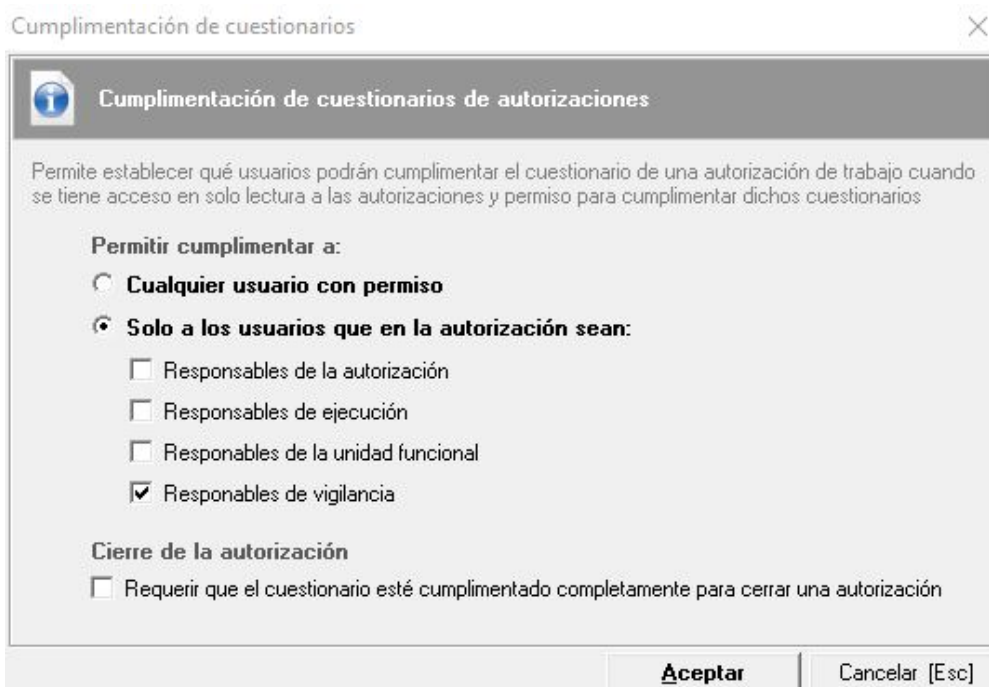 Cumplimentación de cuestionarios
Cumplimentación de cuestionarios de autorizaciones
Permite establecer qué usuarios podrán cumplimentar el cuestionario de una autorización de trabajo cuando
se tiene acceso en solo lectura a las autorizaciones y permiso para cumplimentar dichos cuestionarios
Permitir cumplimentar a:
Cualquier usuario con permiso
Solo a los usuarios que en la autorización sean:
Responsables de la autorización
Responsables de ejecución
Responables de la unidad funcional
Responables de vigilancia
Cierre de la autorización
Requerir que el cuestionario esté cumplimentado completamente para cerrar una autorización
Aceptar Cancelar [Esc]